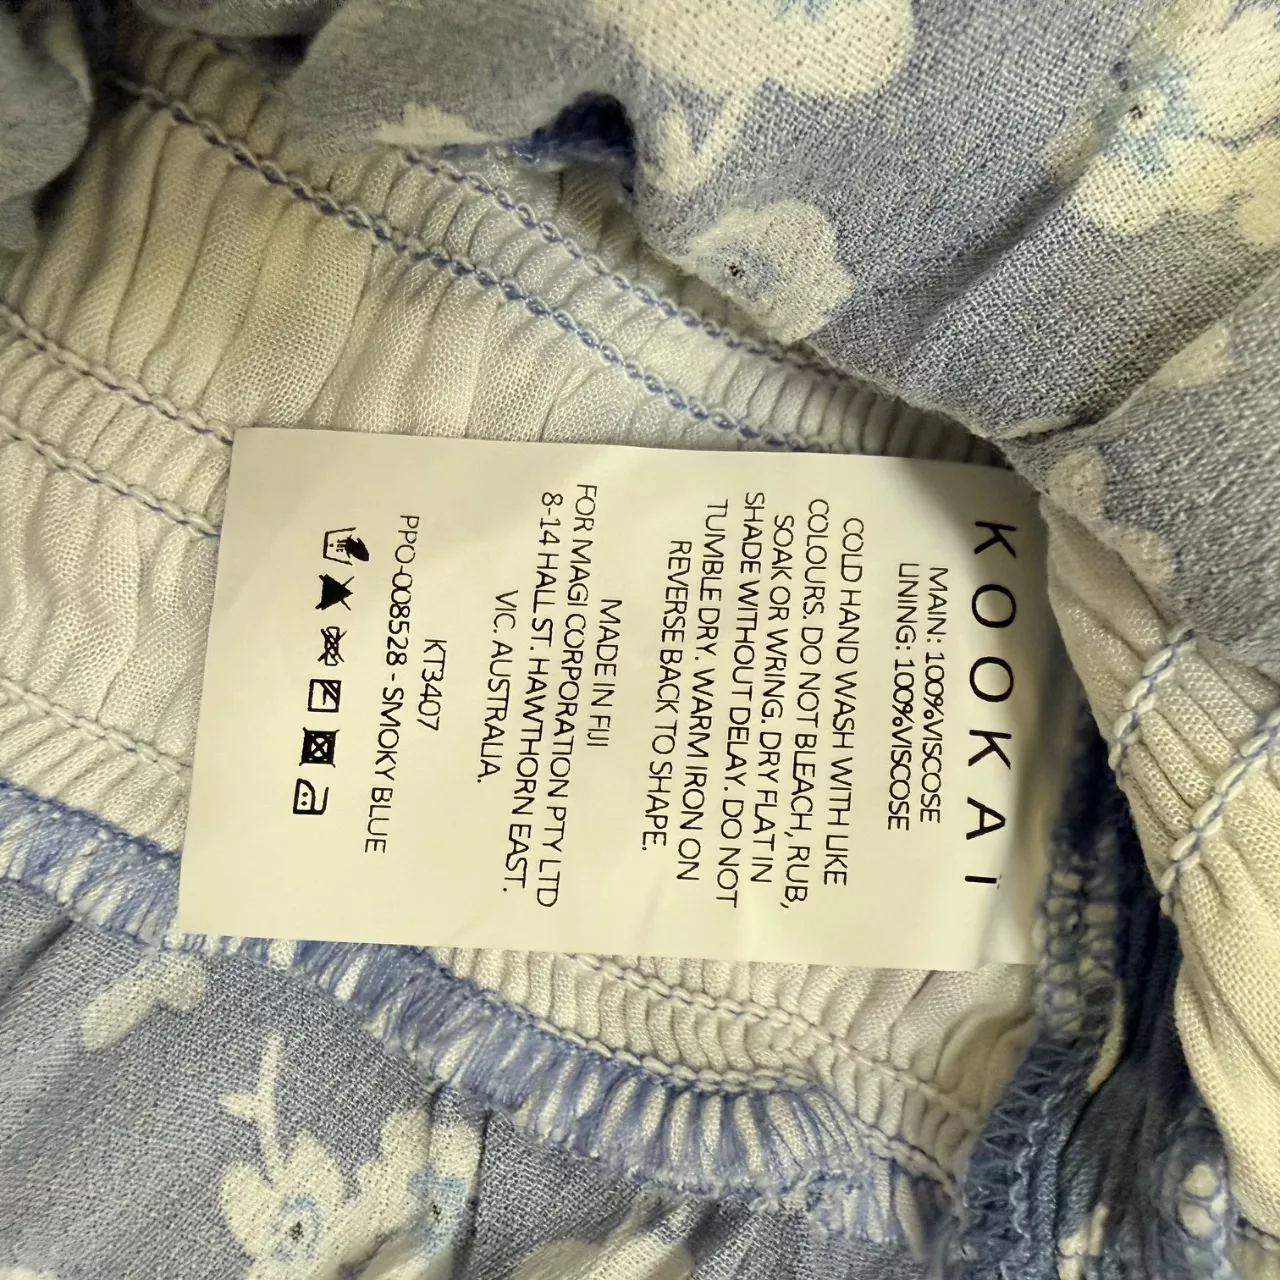 KOOKAÏ
MAIN: 100%VISCOSE
LINING: 100%VISCOSE
COLD HAND WASH WITH LIKE
COLOURS. DO NOT BLEACH, RUB,
SOAK OR WRING. DRY FLAT IN
SHADE WITHOUT DELAY. DO NOT
TUMBLE DRY. WARM IRON ON
REVERSE BACK TO SHAPE.
MADE IN FIJI
FOR MAGI CORPORATION PTY LTD
8-14 HALL ST. HAWTHORN EAST.
VIC. AUSTRALIA.
KT3407
PPO-008528 - SMOKY BLUE